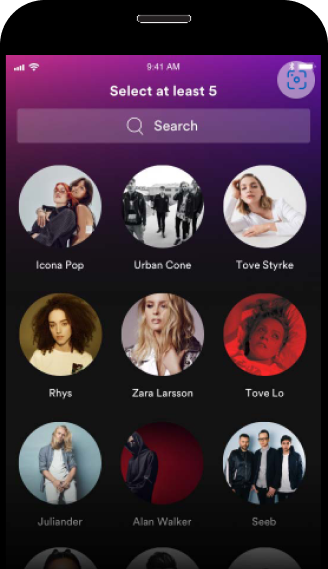 9:41 AM
Select at least 5
Search
Icona Pop
Urban Cone
Tove Styrke
Rhys
Zara Larsson
Tove Lo
Juliander
Alan Walker
Seeb